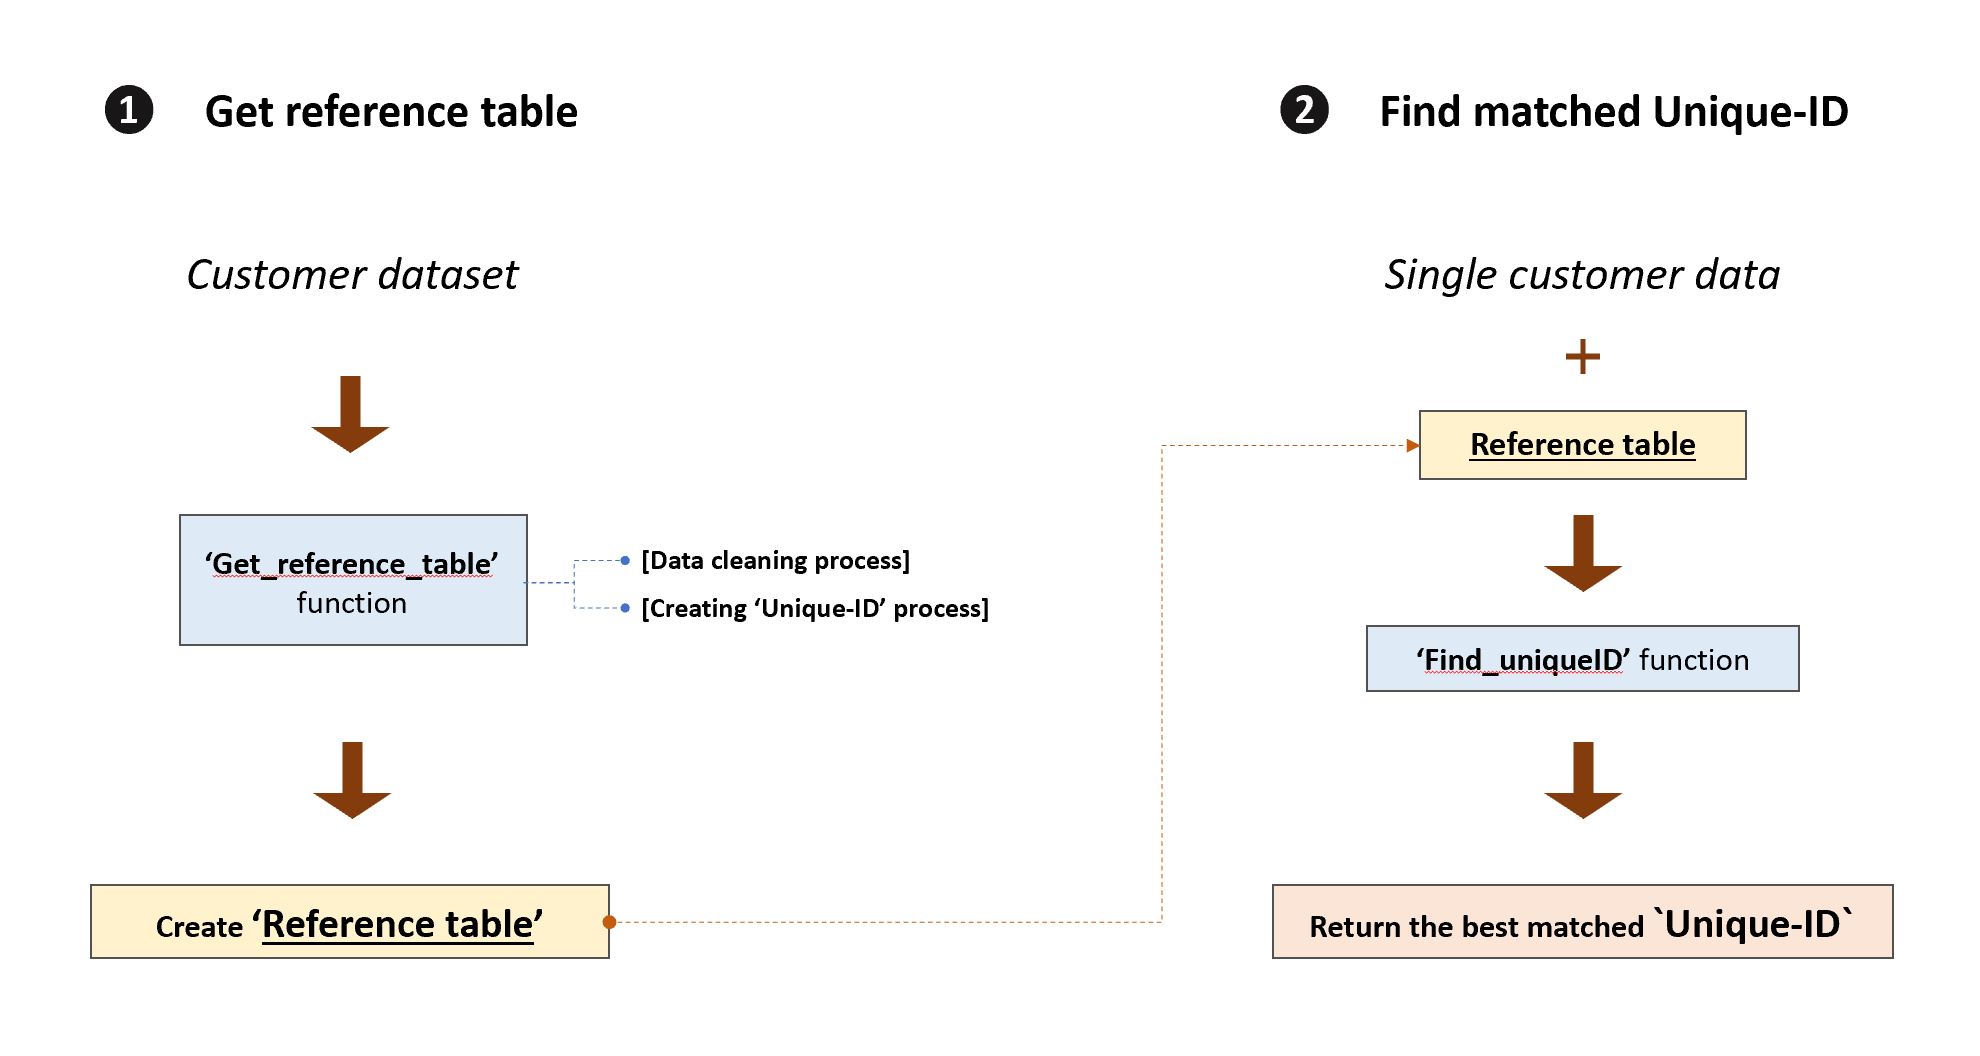 1 Get reference table
Customer dataset
‘Get_reference_table’
function
[Data cleaning process]
[Creating ‘Unique-ID’ process]
Create ‘Reference table’
2 Find matched Unique-ID
Single customer data
+
Reference table
‘Find_uniqueID’ function
Return the best matched `Unique-ID`